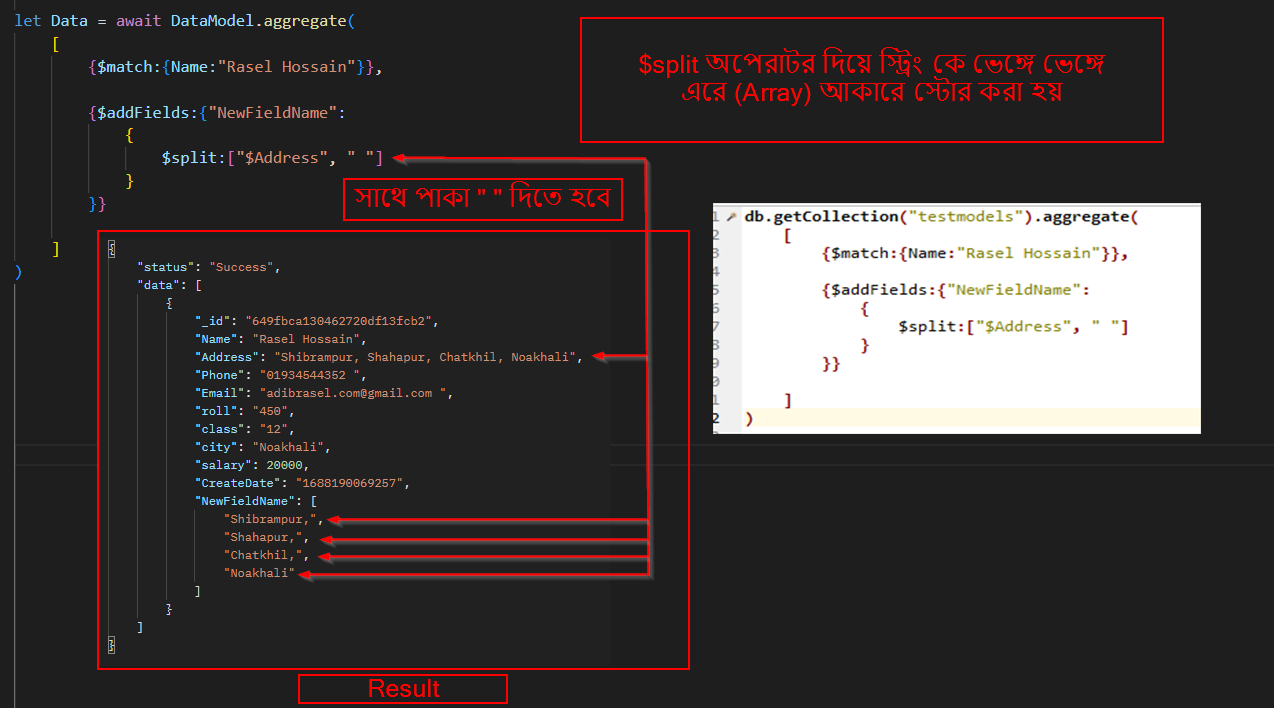 let Data = await DataModel.aggregate(
[
{$match:{Name:"Rasel Hossain"}},
{$addFields:{"NewFieldName":
{
$split:["$Address", " "]
}
}}
]
)
$split অপেরাটর দিয়ে স্ট্রিং কে ভেঙ্গে ভেঙ্গে
এরে (Array) আকারে স্টোর করা হয়
সাথে পাকা " " দিতে হবে
{
"status": "Success",
"data": [
{
"_id": "649fbca130462720df13fcb2",
"Name": "Rasel Hossain",
"Address": "Shibrampur, Shahapur, Chatkhil, Noakhali",
"Phone": "01934544352 ",
"Email": "adibrasel.com@gmail.com ",
"roll": "450",
"class": "12",
"city": "Noakhali",
"salary": 20000,
"CreateDate": "1688190069257",
"NewFieldName": [
"Shibrampur,",
"Shahapur,",
"Chatkhil,",
"Noakhali"
]
}
]
}
Result
1 db.getCollection("testmodels").aggregate(
2 [
3 {$match:{Name:"Rasel Hossain"}},
4
5 {$addFields:{"NewFieldName":
6 {
7 $split:["$Address", " "]
8 }
9 }}
0
1 ]
2 )